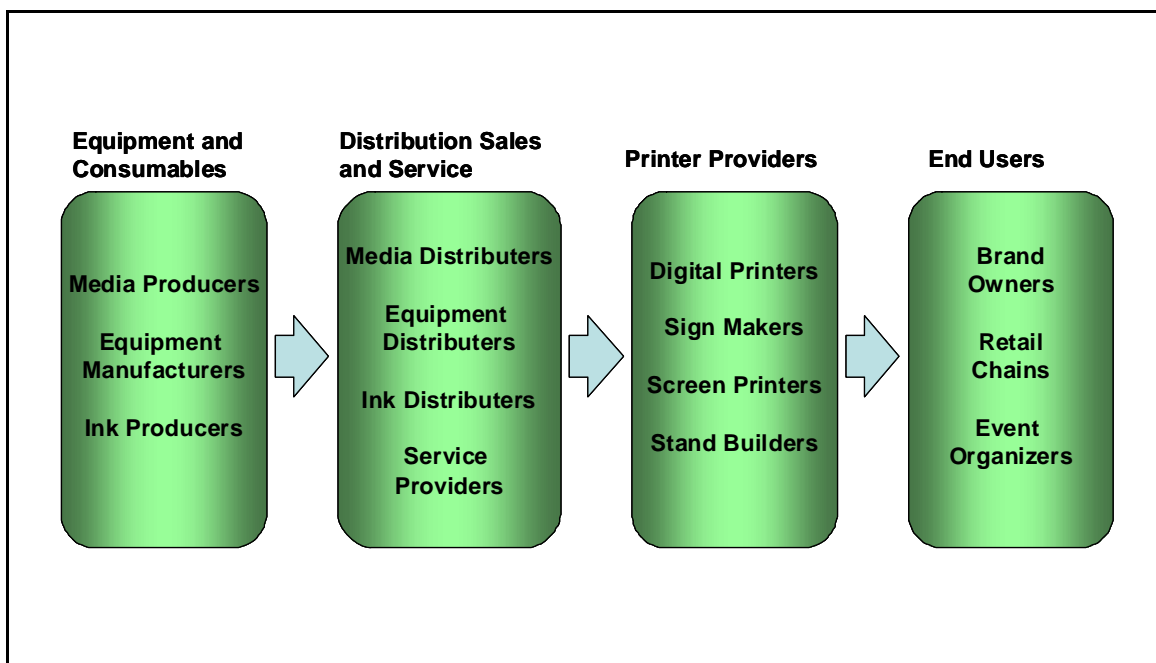 Equipment and
Consumables
Media Producers
Equipment
Manufacturers
Ink Producers
Distribution Sales
and Service
Media Distributers
Equipment
Distributers
Ink Distributers
Service
Providers
Printer Providers
Digital Printers
Sign Makers
Screen Printers
Stand Builders
End Users
Brand
Owners
Retail
Chains
Event
Organizers